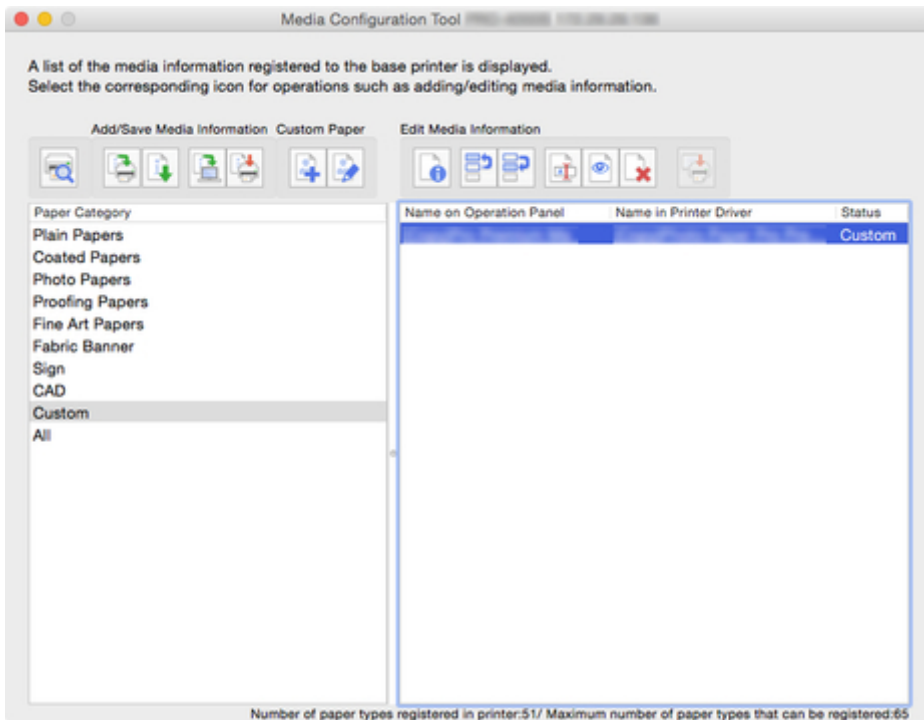 Media Configuration Tool
A list of the media information registered to the base printer is displayed.
Select the corresponding icon for operations such as adding/editing media information.
Add/Save Media Information Custom Paper Edit Media Information
Paper Category
Plain Papers
Coated Papers
Photo Papers
Proofing Papers
Fine Art Papers
Fabric Banner
Sign
CAD
Custom
All
Name on Operation Panel Name in Printer Driver Status
Custom
Number of paper types registered in printer:51/ Maximum number of paper types that can be registered:65